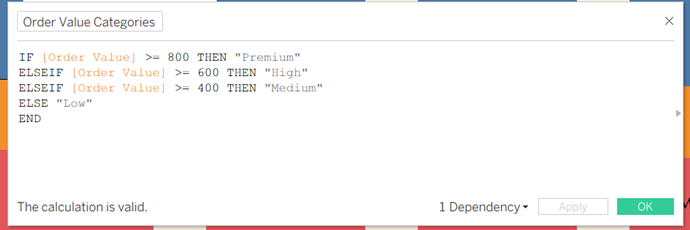 Order Value Categories
IF [Order Value] >= 800 THEN "Premium"
ELSEIF [Order Value] >= 600 THEN "High"
ELSEIF [Order Value] >= 400 THEN "Medium"
ELSE "Low"
END
The calculation is valid.
1 Dependency
Apply
OK